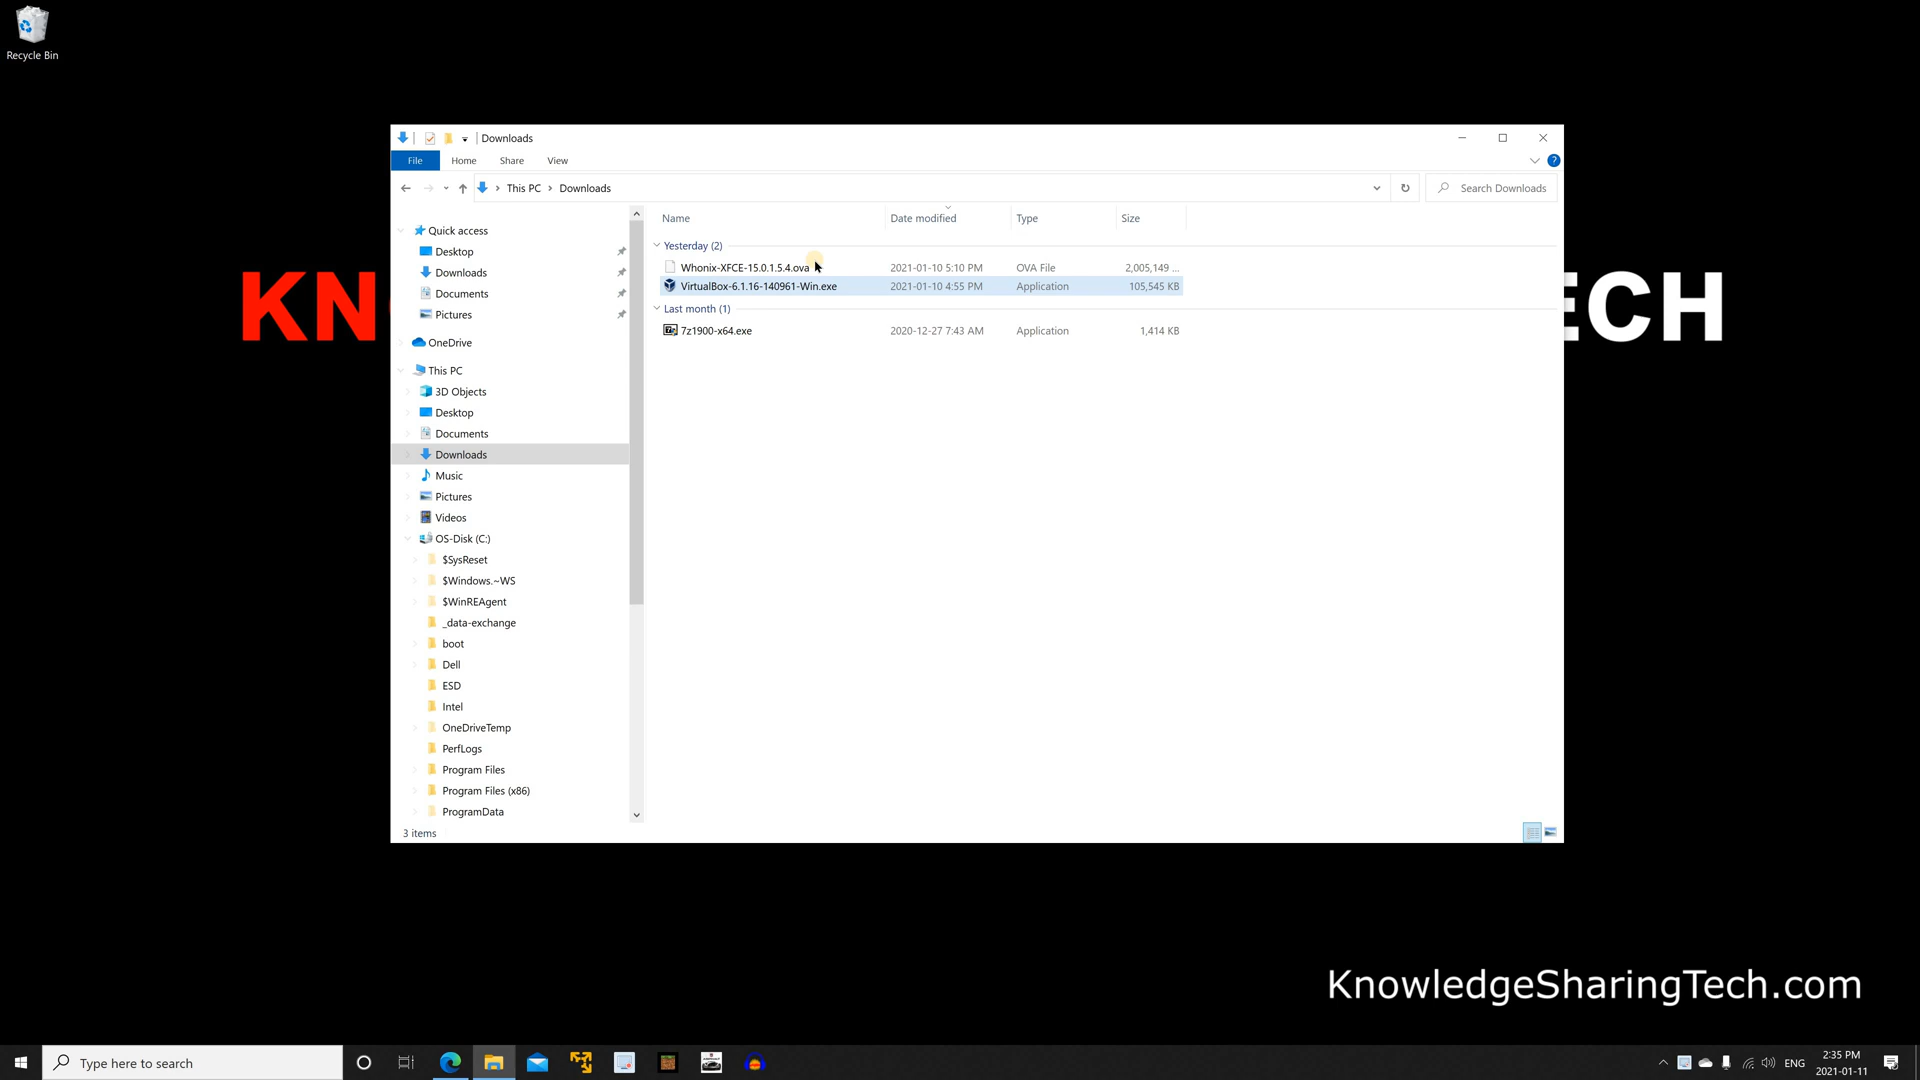 Recycle Bin
KN
ECH
Downloads
File Home Share View
This PC > Downloads
Search Downloads
Name Date modified Type Size
Yesterday (2)
Whonix-XFCE-15.0.1.5.4.ova 2021-01-10 5:10 PM OVA File 2,005,149 ...
VirtualBox-6.1.16-140961-Win.exe 2021-01-10 4:55 PM Application 105,545 KB
Last month (1)
7z1900-x64.exe 2020-12-27 7:43 AM Application 1,414 KB
Quick access
Desktop
Downloads
Documents
Pictures
OneDrive
This PC
3D Objects
Desktop
Documents
Downloads
Music
Pictures
Videos
OS-Disk (C:)
$SysReset
$Windows.~WS
$WinREAgent
_data-exchange
boot
Dell
ESD
Intel
OneDriveTemp
PerfLogs
Program Files
Program Files (x86)
ProgramData
3 items
KnowledgeSharingTech.com
Type here to search
ENG
2:35 PM
2021-01-11